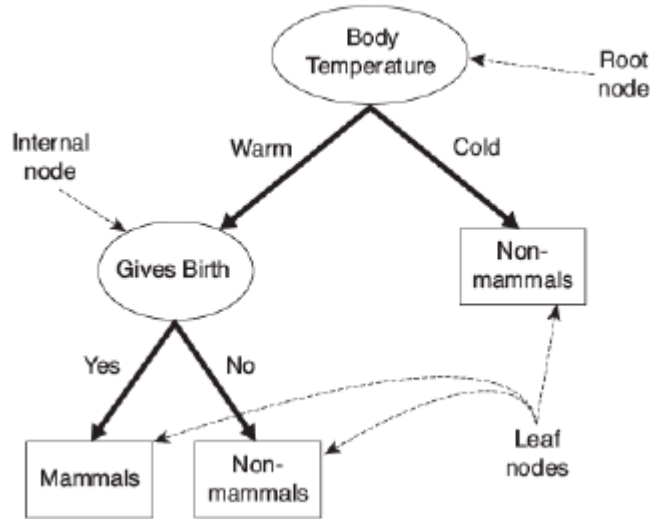 Body
Temperature
Root
node
Internal
node
Warm
Cold
Gives Birth
Non-
mammals
Yes
No
Mammals
Non-
mammals
Leaf
nodes